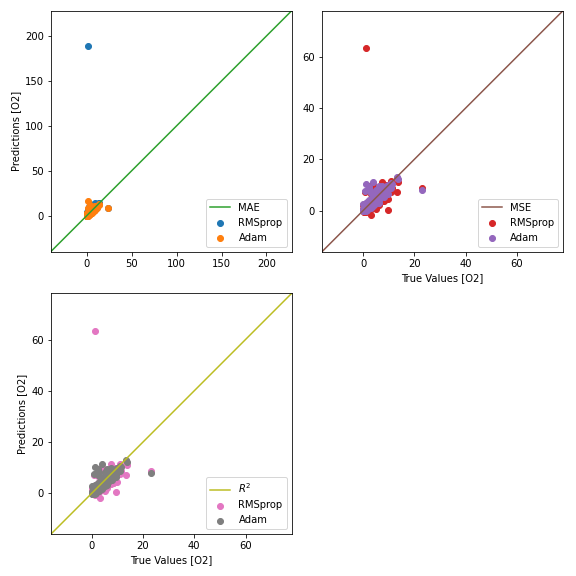 200
150
100
50
0
Predictions [O2]
MAE
RMSprop
Adam
0 50 100 150 200
60
40
20
0
MSE
RMSprop
Adam
0 20 40 60
True Values [O2]
60
40
20
0
Predictions [O2]
R²
RMSprop
Adam
0 20 40 60
True Values [O2]